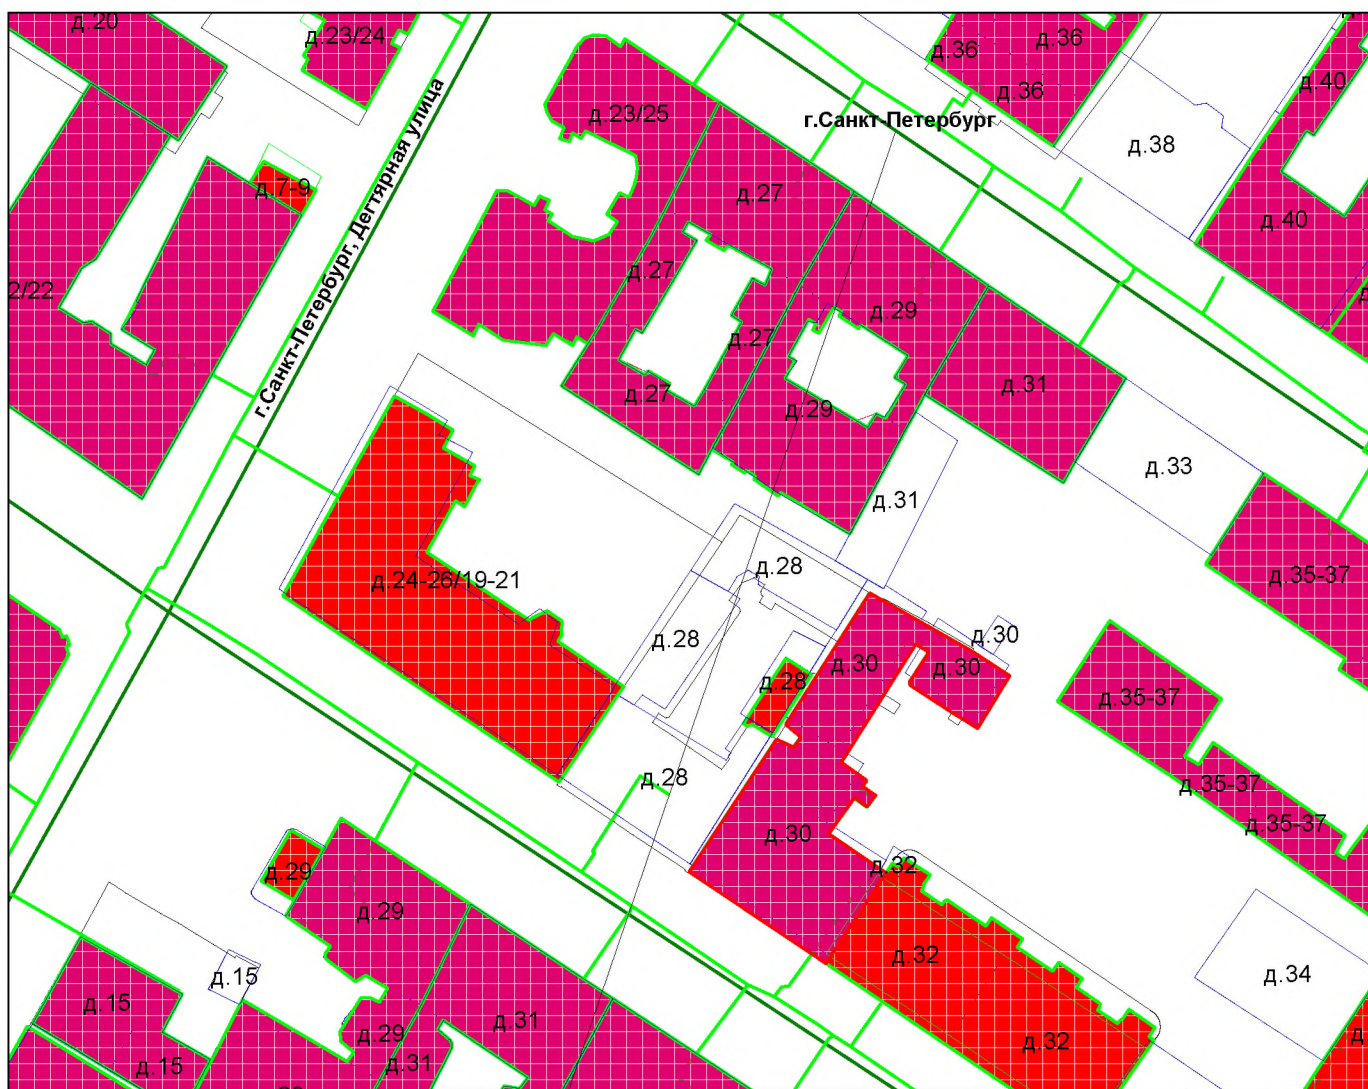 д.20
д.23/24
д.36
д.36
д.36
д.40
д.23/25
г.Санкт-Петербург
д.38
д.7-9
д.27
д.40
г.Санкт-Петербург, Дегтярная улица
д.27
2/22
д.29
д.27
д.31
д.27
д.29
д.33
д.31
д.28
д.35-37
д.24-26/19-21
д.28
д.30
д.30
д.30
д.28
д.35-37
д.28
д.35-37
д.30
д.35-37
д.32
д.29
д.29
д.32
д.15
д.34
д.15
д.31
д.29
д.32
д.31
д.15